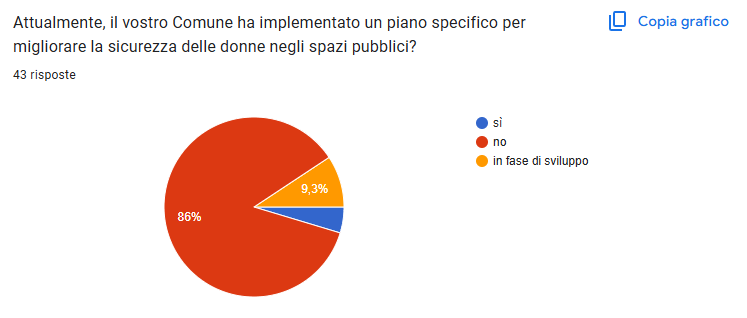 Attualmente, il vostro Comune ha implementato un piano specifico per
migliorare la sicurezza delle donne negli spazi pubblici?
Copia grafico
43 risposte
sì
no
in fase di sviluppo
9,3%
86%